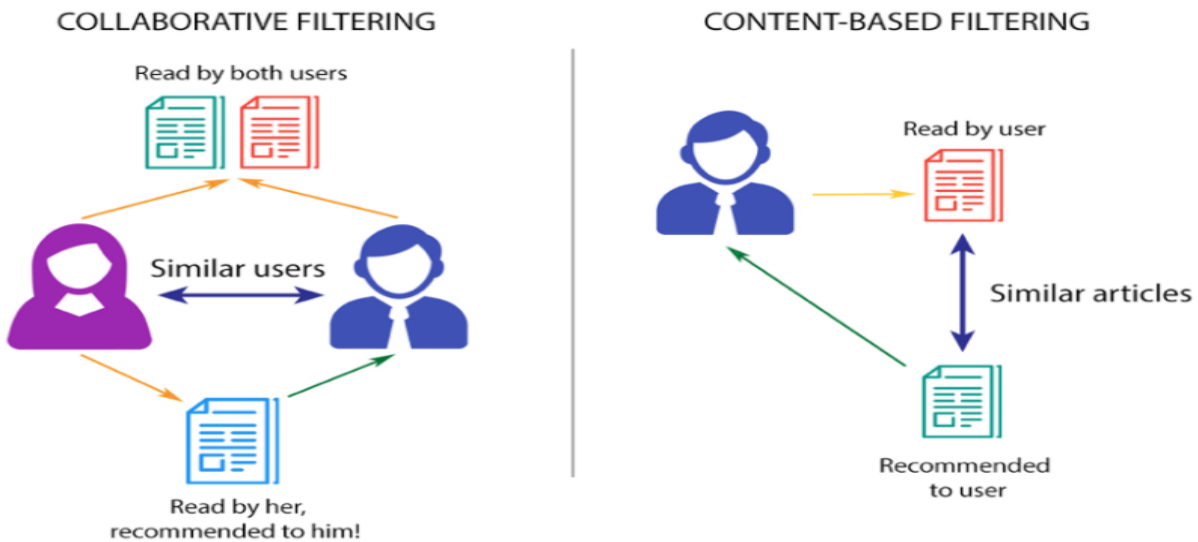 COLLABORATIVE FILTERING
Read by both users
Similar users
Read by her,
recommended to him!
CONTENT-BASED FILTERING
Read by user
Similar articles
Recommended
to user